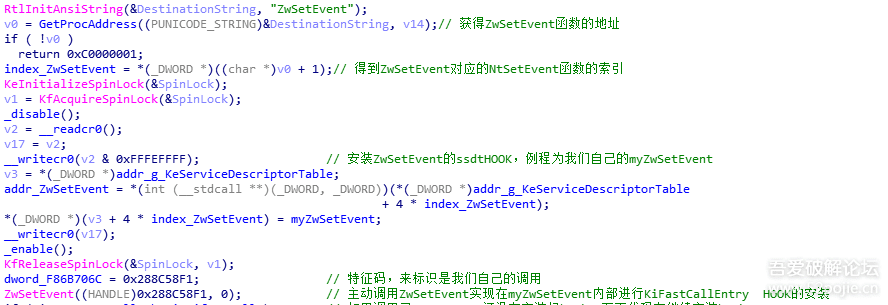 RtlInitAnsiString(&DestinationString, "ZwSetEvent");
v0 = GetProcAddress((PUNICODE_STRING)&DestinationString, v14);// 获得ZwSetEvent函数的地址
if ( !v0 )
return 0xC0000001;
index_ZwSetEvent = *(_DWORD *)((char *)v0 + 1);// 得到ZwSetEvent对应的NtSetEvent函数的索引
KeInitializeSpinLock(&SpinLock);
v1 = KfAcquireSpinLock(&SpinLock);
_disable();
v2 = __readcr0();
v17 = v2;
__writecr0(v2 & 0xFFFEFFFF); // 安装ZwSetEvent的ssdtHOOK，例程为我们自己的myZwSetEvent
v3 = *(_DWORD *)addr_g_KeServiceDescriptorTable;
addr_ZwSetEvent = *(int (__stdcall **)(_DWORD, _DWORD))(*(_DWORD *)addr_g_KeServiceDescriptorTable
+ 4 * index_ZwSetEvent);
*(_DWORD *)(v3 + 4 * index_ZwSetEvent) = myZwSetEvent;
__writecr0(v17);
_enable();
KfReleaseSpinLock(&SpinLock, v1);
dword_F86B706C = 0x288C58F1; // 特征码，来标识是我们自己的调用
ZwSetEvent((HANDLE)0x288C58F1, 0); // 主动调用ZwSetEvent实现在myZwSetEvent内部进行KiFastCallEntry HOOK的安装
吾爱破解论坛